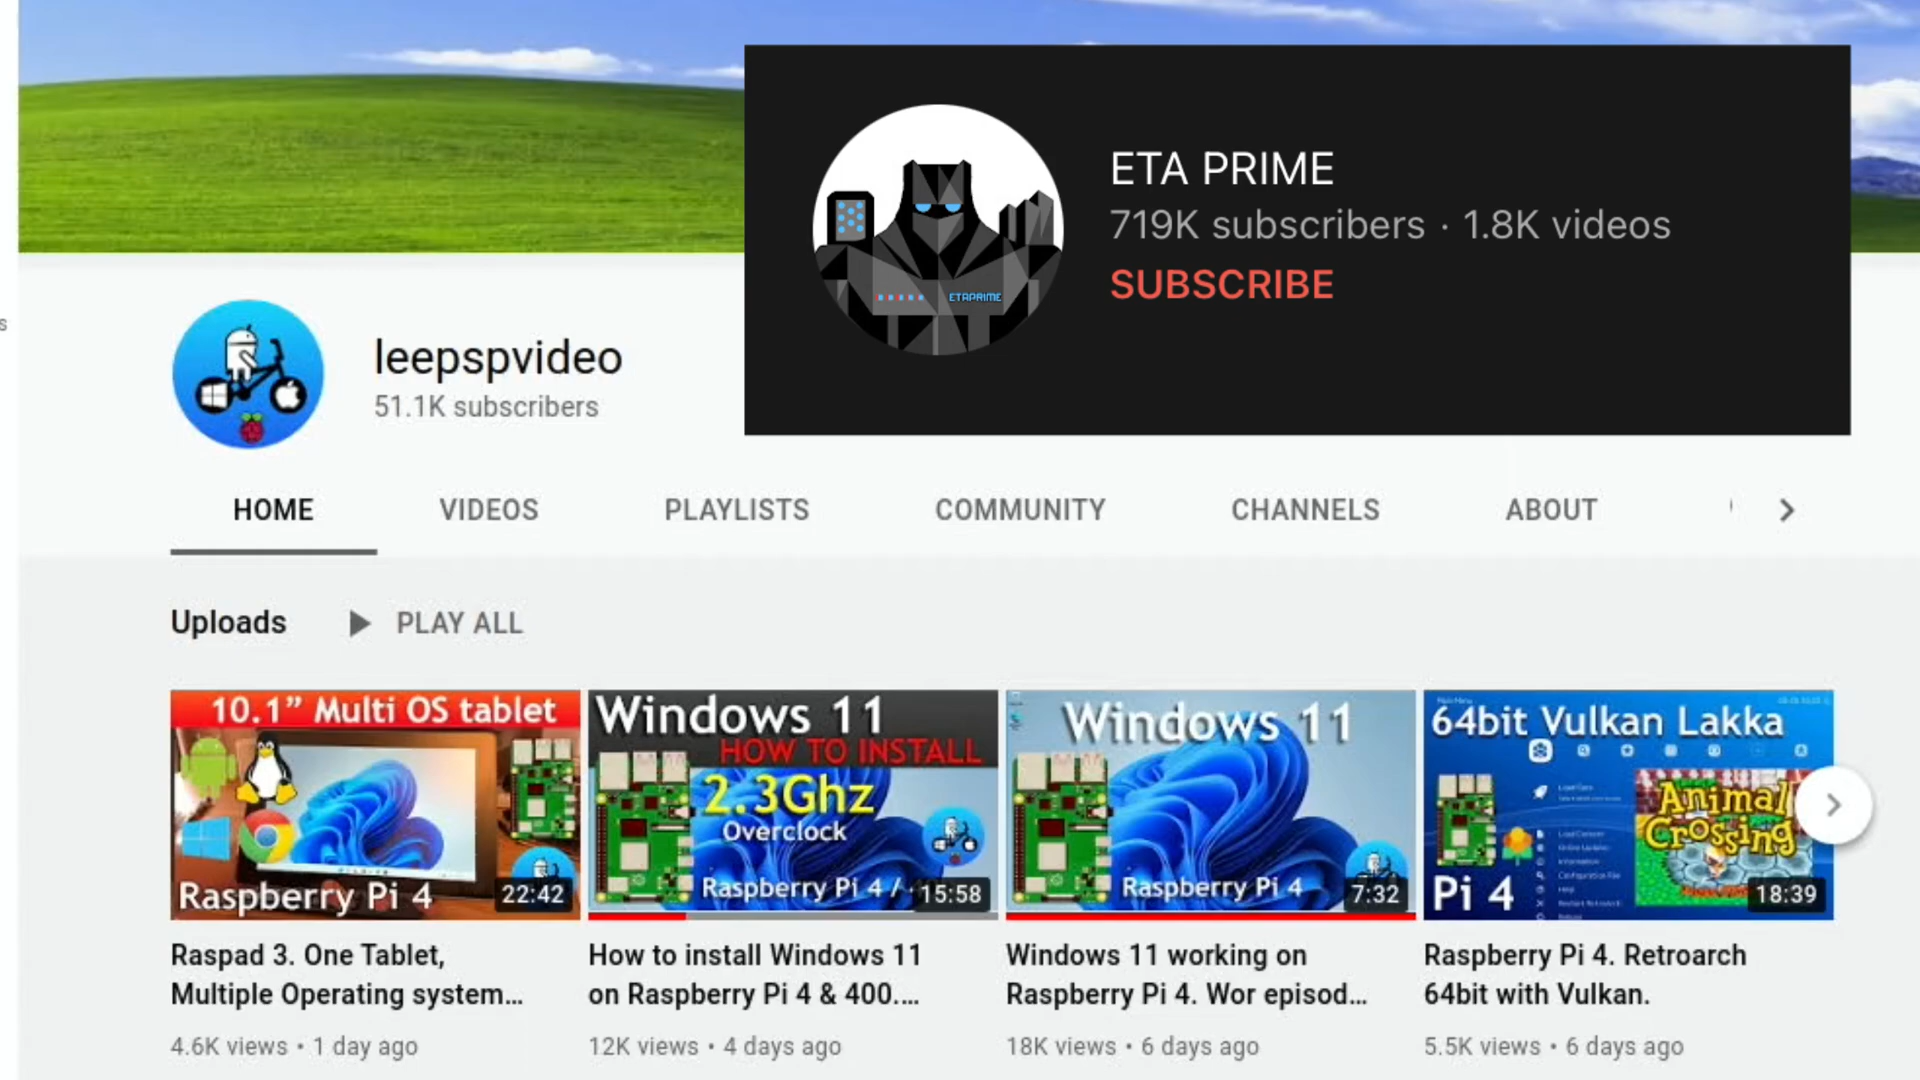 ETA PRIME
719K subscribers · 1.8K videos
SUBSCRIBE
ETAPRIME
s
leepspvideo
51.1K subscribers
HOME
VIDEOS
PLAYLISTS
COMMUNITY
CHANNELS
ABOUT
Uploads
PLAY ALL
10.1” Multi OS tablet
Raspberry Pi 4
22:42
Windows 11
HOW TO INSTALL
2.3Ghz
Overclock
Raspberry Pi 4 /
15:58
Windows 11
Raspberry Pi 4
7:32
64bit Vulkan Lakka
Animal
Crossing
Pi 4
18:39
Raspad 3. One Tablet,
Multiple Operating system...
4.6K views • 1 day ago
How to install Windows 11
on Raspberry Pi 4 & 400....
12K views • 4 days ago
Windows 11 working on
Raspberry Pi 4. Wor episod...
18K views • 6 days ago
Raspberry Pi 4. Retroarch
64bit with Vulkan.
5.5K views • 6 days ago